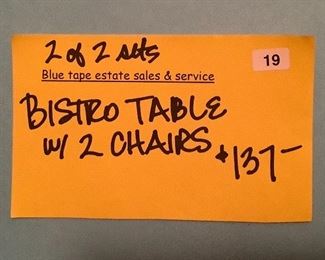 2 of 2 sets
19
Blue tape estate sales & service
BISTRO TABLE
w/ 2 CHAIRS $137-